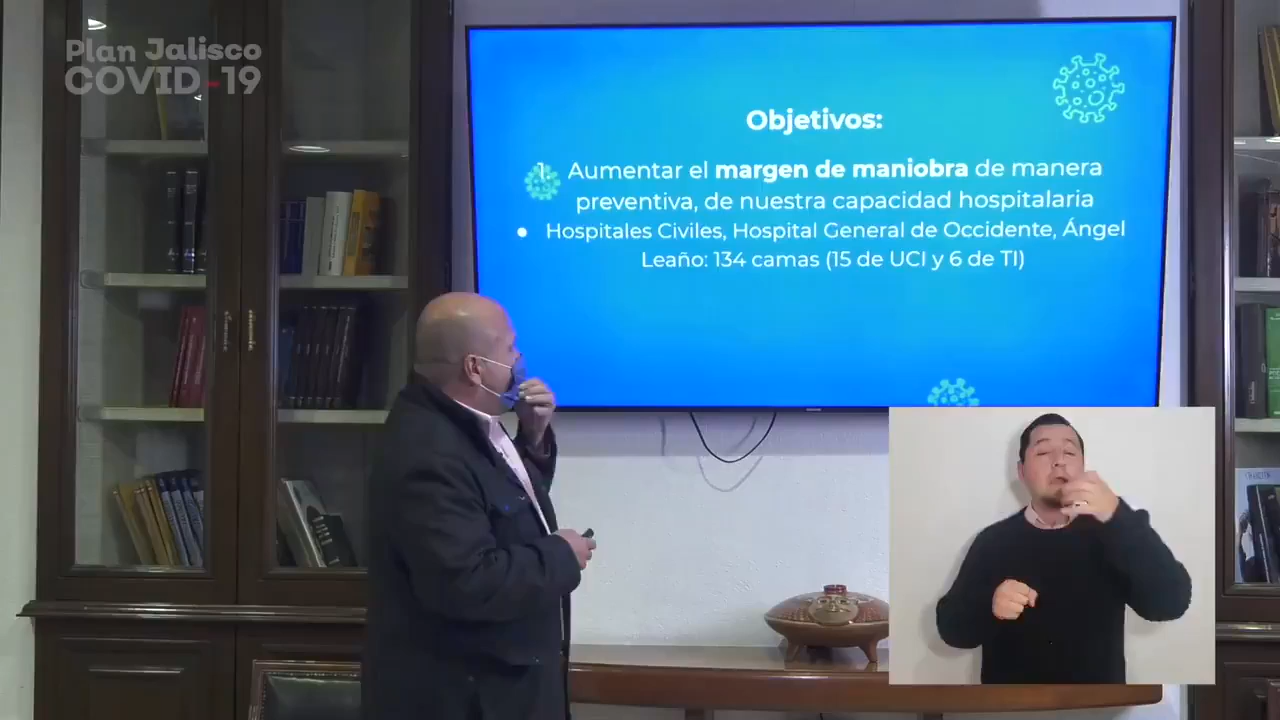 Plan Jalisco
COVID-19
Objetivos:
1. Aumentar el margen de maniobra de manera
preventiva, de nuestra capacidad hospitalaria
● Hospitales Civiles, Hospital General de Occidente, Ángel
Leaño: 134 camas (15 de UCI y 6 de TI)